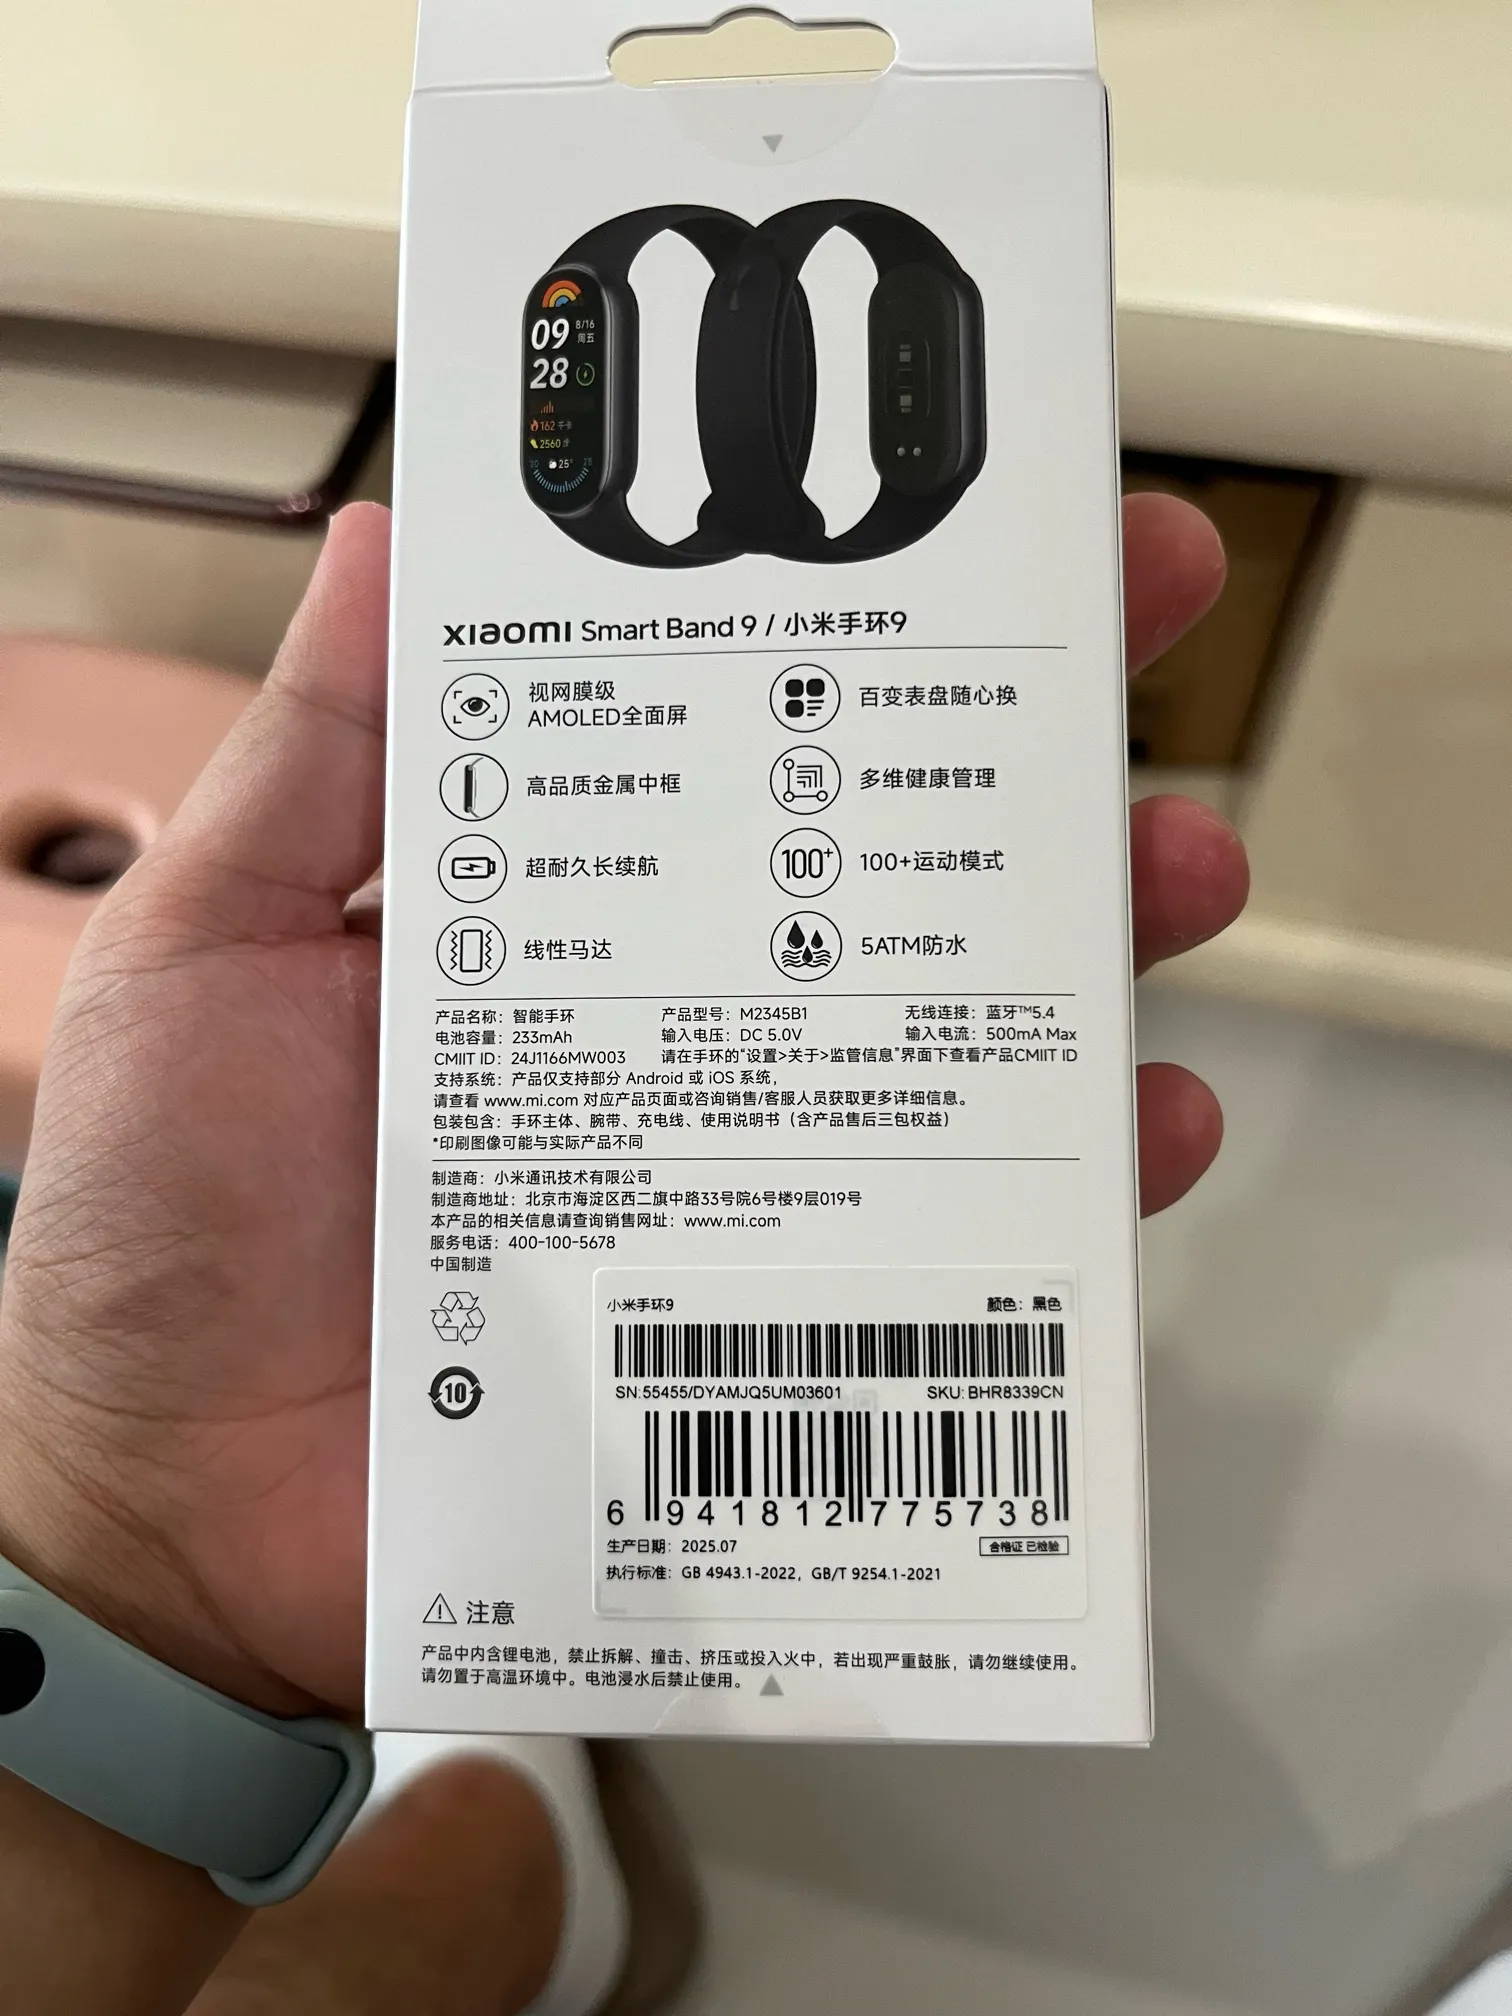 09 8/16
周五
28
162 千卡
2560 步
20 25° 28
xiaomi Smart Band 9 / 小米手环9
视网膜级
AMOLED全面屏
百变表盘随心换
高品质金属中框
多维健康管理
超耐久长续航
100+ 100+运动模式
线性马达
5ATM防水
产品名称：智能手环 产品型号：M2345B1 无线连接：蓝牙™5.4
电池容量：233mAh 输入电压：DC 5.0V 输入电流：500mA Max
CMIIT ID：24J1166MW003 请在手环的“设置>关于>监管信息”界面下查看产品CMIIT ID
支持系统：产品仅支持部分 Android 或 iOS 系统，
请查看 www.mi.com 对应产品页面或咨询销售/客服人员获取更多详细信息。
包装包含：手环主体、腕带、充电线、使用说明书（含产品售后三包权益）
*印刷图像可能与实际产品不同
制造商：小米通讯技术有限公司
制造商地址：北京市海淀区西二旗中路33号院6号楼9层019号
本产品的相关信息请查询销售网址：www.mi.com
服务电话：400-100-5678
中国制造
10
小米手环9 颜色：黑色
SN:55455/DYAMJQ5UM03601 SKU: BHR8339CN
6 941812 775738
生产日期：2025.07 合格证 已检验
执行标准：GB 4943.1-2022，GB/T 9254.1-2021
注意
产品中内含锂电池，禁止拆解、撞击、挤压或投入火中，若出现严重鼓胀，请勿继续使用。
请勿置于高温环境中。电池浸水后禁止使用。